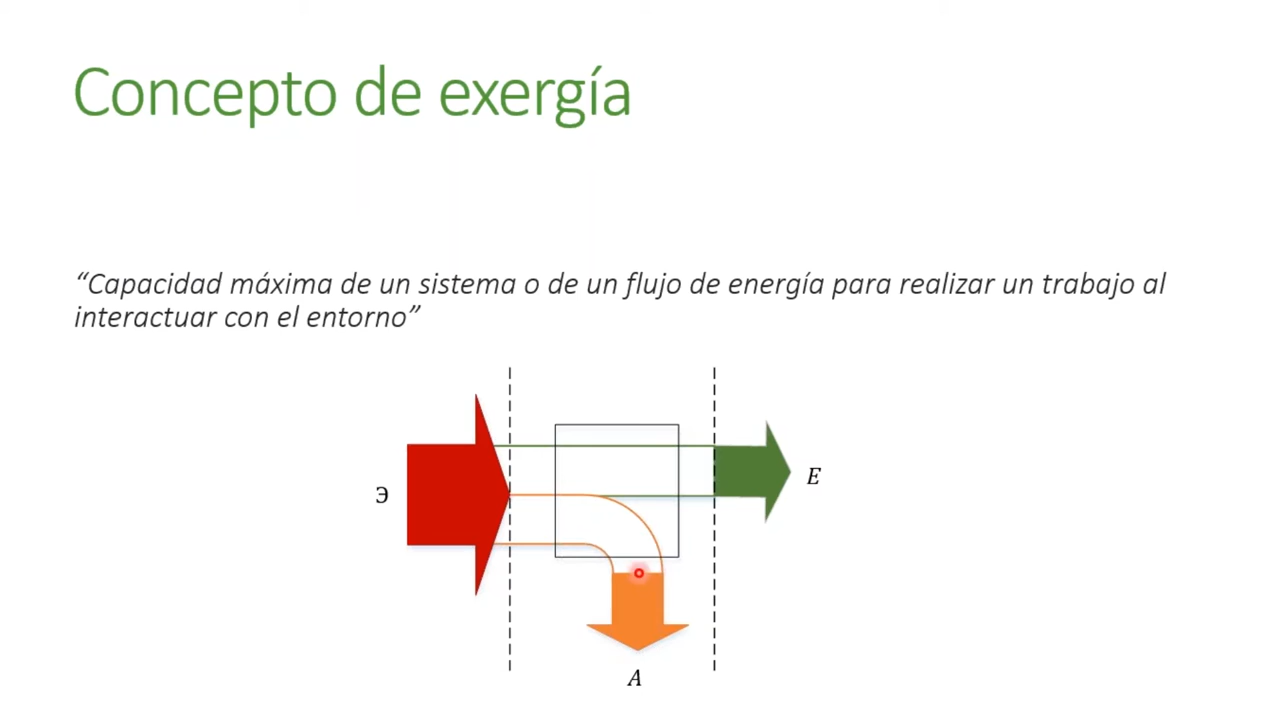 Concepto de exergía
“Capacidad máxima de un sistema o de un flujo de energía para realizar un trabajo al
interactuar con el entorno”
Э
E
A